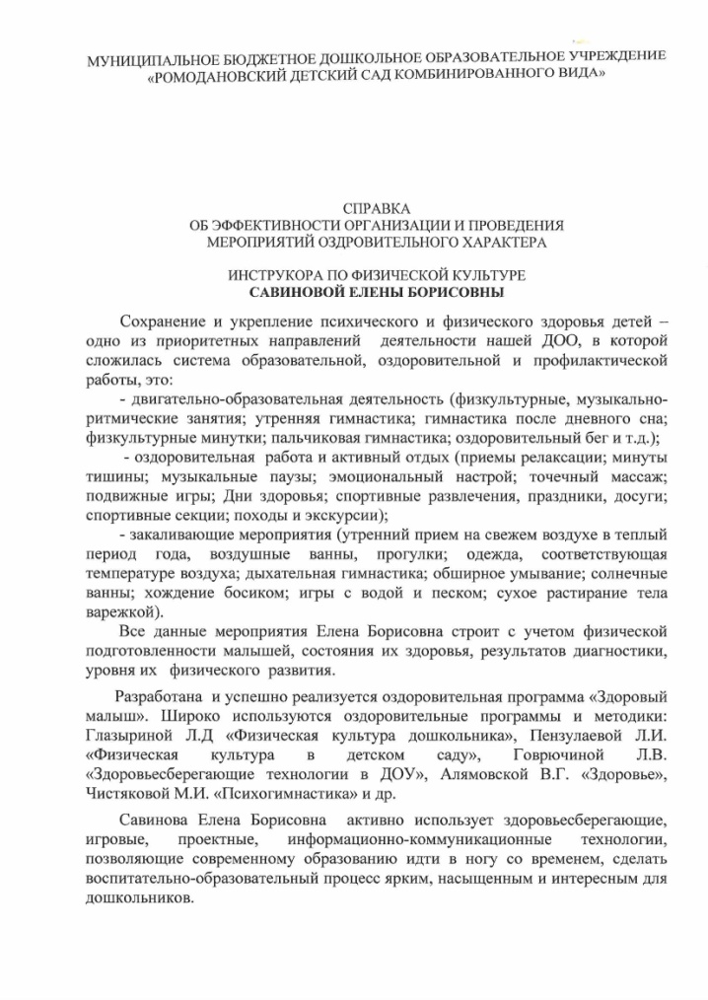 МУНИЦИПАЛЬНОЕ БЮДЖЕТНОЕ ДОШКОЛЬНОЕ ОБРАЗОВАТЕЛЬНОЕ УЧРЕЖДЕНИЕ
«РОМОДАНОВСКИЙ ДЕТСКИЙ САД КОМБИНИРОВАННОГО ВИДА»
СПРАВКА
ОБ ЭФФЕКТИВНОСТИ ОРГАНИЗАЦИИ И ПРОВЕДЕНИЯ
МЕРОПРИЯТИЙ ОЗДРОВИТЕЛЬНОГО ХАРАКТЕРА
ИНСТРУКОРА ПО ФИЗИЧЕСКОЙ КУЛЬТУРЕ
САВИНОВОЙ ЕЛЕНЫ БОРИСОВНЫ
Сохранение и укрепление психического и физического здоровья детей –
одно из приоритетных направлений деятельности нашей ДОО, в которой
сложилась система образовательной, оздоровительной и профилактической
работы, это:
- двигательно-образовательная деятельность (физкультурные, музыкально-
ритмические занятия; утренняя гимнастика; гимнастика после дневного сна;
физкультурные минутки; пальчиковая гимнастика; оздоровительный бег и т.д.);
- оздоровительная работа и активный отдых (приемы релаксации; минуты
тишины; музыкальные паузы; эмоциональный настрой; точечный массаж;
подвижные игры; Дни здоровья; спортивные развлечения, праздники, досуги;
спортивные секции; походы и экскурсии);
- закаливающие мероприятия (утренний прием на свежем воздухе в теплый
период года, воздушные ванны, прогулки; одежда, соответствующая
температуре воздуха; дыхательная гимнастика; обширное умывание; солнечные
ванны; хождение босиком; игры с водой и песком; сухое растирание тела
варежкой).
Все данные мероприятия Елена Борисовна строит с учетом физической
подготовленности малышей, состояния их здоровья, результатов диагностики,
уровня их физического развития.
Разработана и успешно реализуется оздоровительная программа «Здоровый
малыш». Широко используются оздоровительные программы и методики:
Глазыриной Л.Д «Физическая культура дошкольника», Пензулаевой Л.И.
«Физическая культура в детском саду», Говрючиной Л.В.
«Здоровьесберегающие технологии в ДОУ», Алямовской В.Г. «Здоровье»,
Чистяковой М.И. «Психогимнастика» и др.
Савинова Елена Борисовна активно использует здоровьесберегающие,
игровые, проектные, информационно-коммуникационные технологии,
позволяющие современному образованию идти в ногу со временем, сделать
воспитательно-образовательный процесс ярким, насыщенным и интересным для
дошкольников.